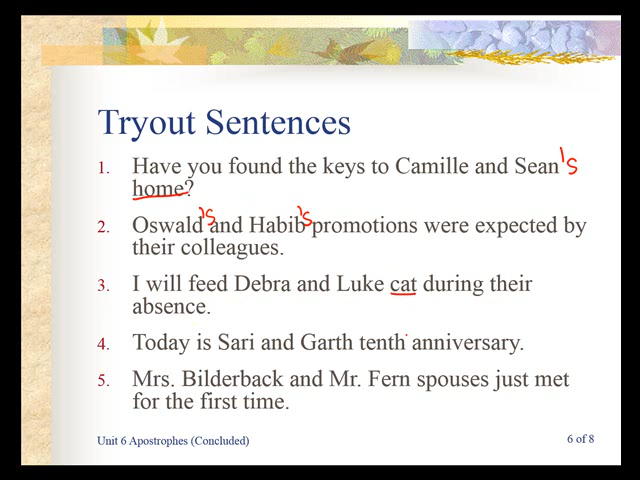 Tryout Sentences
1. Have you found the keys to Camille and Sean's
home?
2. Oswald's and Habib's promotions were expected by
their colleagues.
3. I will feed Debra and Luke cat during their
absence.
4. Today is Sari and Garth tenth anniversary.
5. Mrs. Bilderback and Mr. Fern spouses just met
for the first time.
Unit 6 Apostrophes (Concluded) 6 of 8